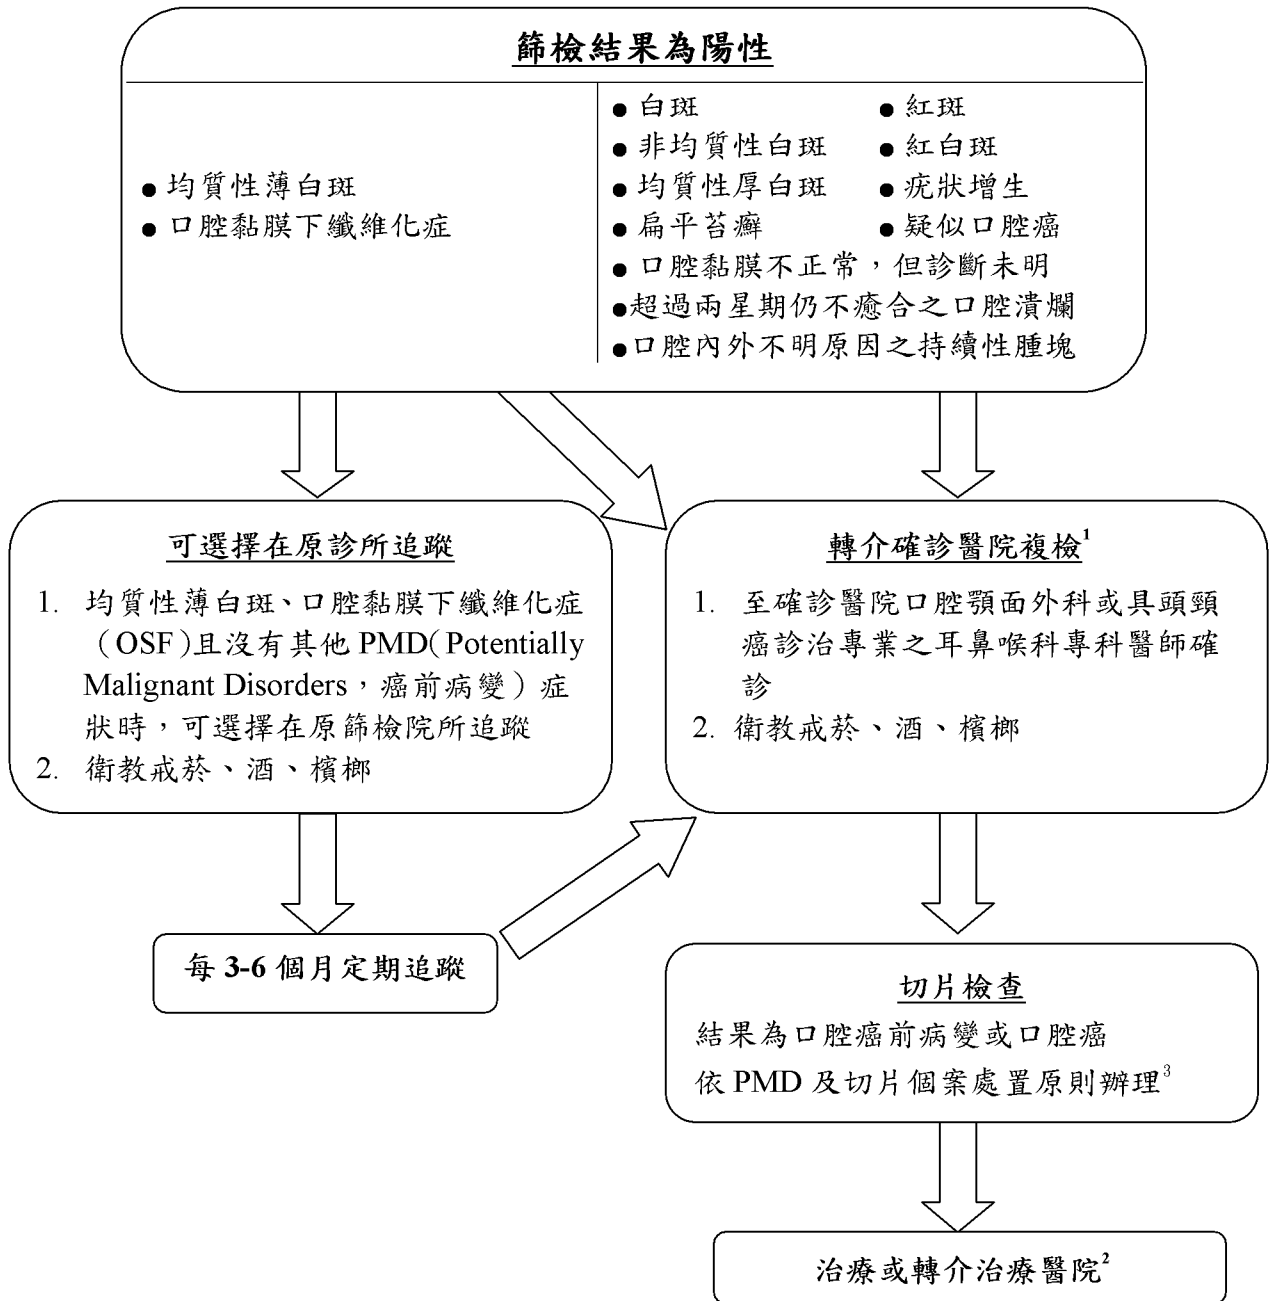 篩檢結果為陽性
● 均質性薄白斑
● 口腔黏膜下纖維化症
● 白斑 ● 紅斑
● 非均質性白斑 ● 紅白斑
● 均質性厚白斑 ● 疣狀增生
● 扁平苔癬 ● 疑似口腔癌
● 口腔黏膜不正常，但診斷未明
●超過兩星期仍不癒合之口腔潰爛
●口腔內外不明原因之持續性腫塊
可選擇在原診所追蹤
1. 均質性薄白斑、口腔黏膜下纖維化症
（OSF)且沒有其他 PMD(Potentially
Malignant Disorders，癌前病變）症
狀時，可選擇在原篩檢院所追蹤
2. 衛教戒菸、酒、檳榔
轉介確診醫院複檢¹
1. 至確診醫院口腔顎面外科或具頭頸
癌診治專業之耳鼻喉科專科醫師確
診
2. 衛教戒菸、酒、檳榔
每 3-6 個月定期追蹤
切片檢查
結果為口腔癌前病變或口腔癌
依 PMD 及切片個案處置原則辦理³
治療或轉介治療醫院²